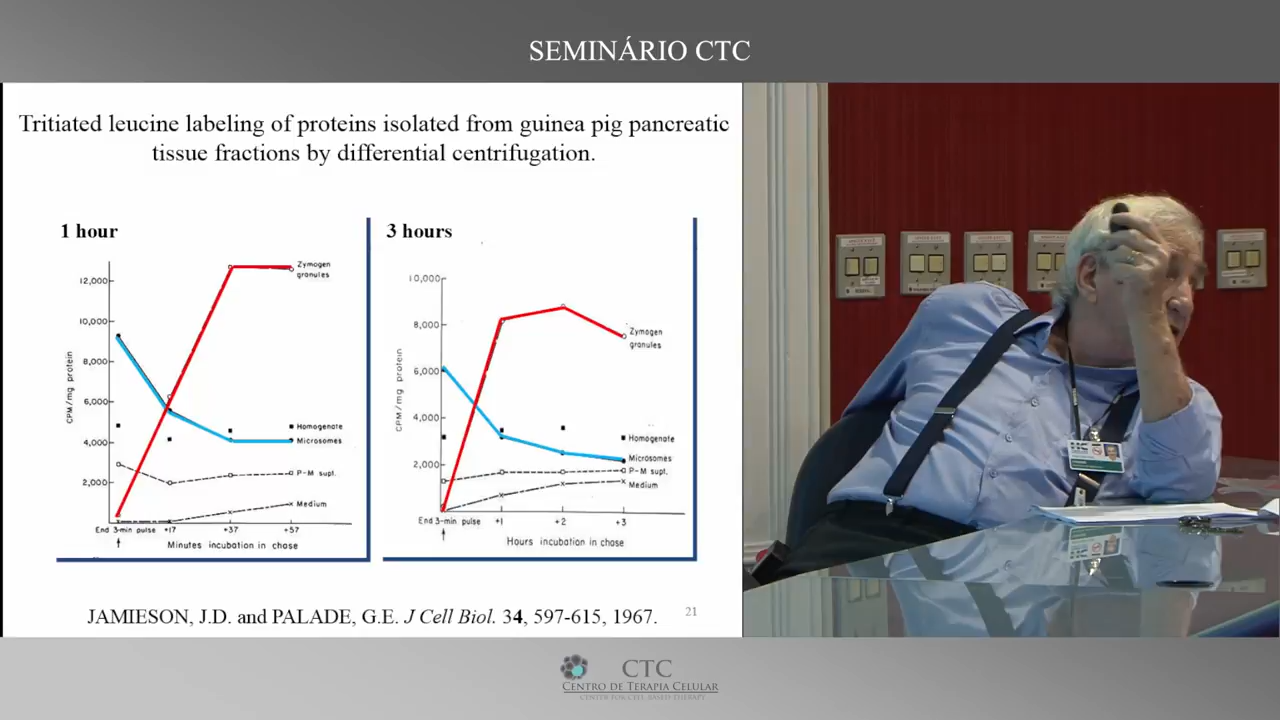 SEMINÁRIO CTC
Tritiated leucine labeling of proteins isolated from guinea pig pancreatic
tissue fractions by differential centrifugation.
1 hour
12,000
10,000
8,000
6,000
4,000
2,000
CPM/mg protein
Zymogen
granules
Homogenate
Microsomes
P-M supt.
Medium
End 3-min pulse +17 +37 +57
Minutes incubation in chase
3 hours
10,000
8,000
6,000
4,000
2,000
CPM/mg protein
Zymogen
granules
Homogenate
Microsomes
P-M supt.
Medium
End 3-min pulse +1 +2 +3
Hours incubation in chase
JAMIESON, J.D. and PALADE, G.E. J Cell Biol. 34, 597-615, 1967.
21
CTC
CENTRO DE TERAPIA CELULAR
CENTER FOR CELL BASED THERAPY